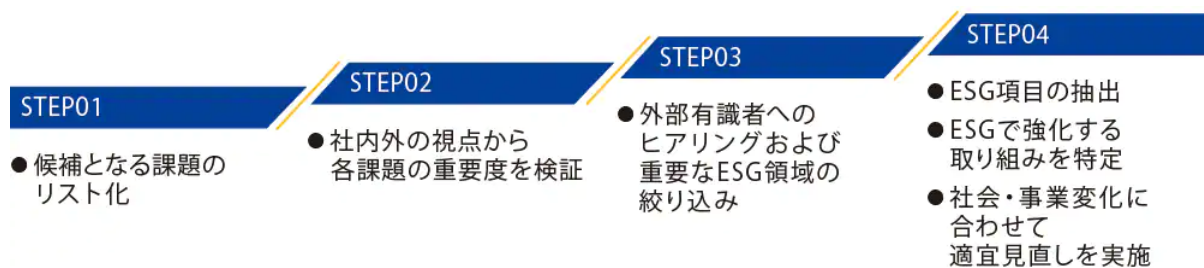 STEP01
● 候補となる課題の
リスト化
STEP02
● 社内外の視点から
各課題の重要度を検証
STEP03
● 外部有識者への
ヒアリングおよび
重要なESG領域の
絞り込み
STEP04
● ESG項目の抽出
● ESGで強化する
取り組みを特定
● 社会・事業変化に
合わせて
適宜見直しを実施